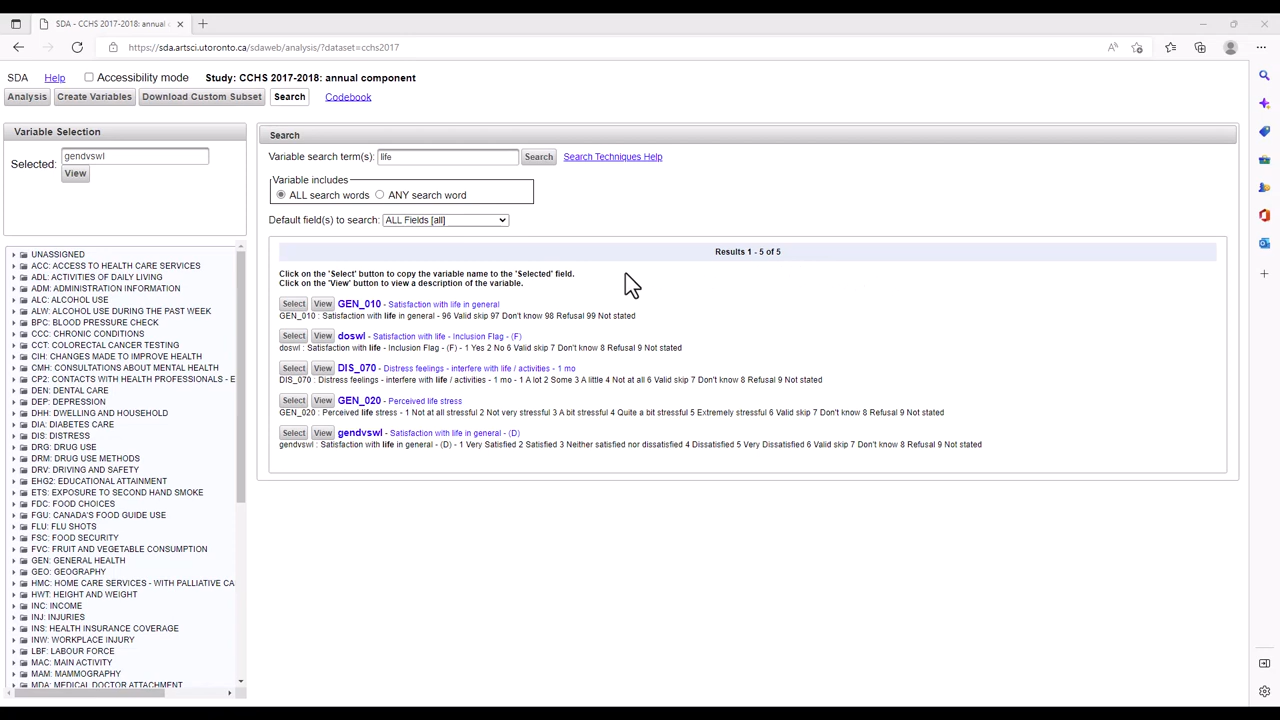 SDA - CCHS 2017-2018: annual c
https://sda.artsci.utoronto.ca/sdaweb/analysis/?dataset=cchs2017
SDA Help Accessibility mode Study: CCHS 2017-2018: annual component
Analysis Create Variables Download Custom Subset Search Codebook
Variable Selection
Selected: gendvswl
View
UNASSIGNED
ACC: ACCESS TO HEALTH CARE SERVICES
ADL: ACTIVITIES OF DAILY LIVING
ADM: ADMINISTRATION INFORMATION
ALC: ALCOHOL USE
ALW: ALCOHOL USE DURING THE PAST WEEK
BPC: BLOOD PRESSURE CHECK
CCC: CHRONIC CONDITIONS
CCT: COLORECTAL CANCER TESTING
CIH: CHANGES MADE TO IMPROVE HEALTH
CMH: CONSULTATIONS ABOUT MENTAL HEALTH
CP2: CONTACTS WITH HEALTH PROFESSIONALS - E
DEN: DENTAL CARE
DEP: DEPRESSION
DHH: DWELLING AND HOUSEHOLD
DIA: DIABETES CARE
DIS: DISTRESS
DRG: DRUG USE
DRM: DRUG USE METHODS
DRV: DRIVING AND SAFETY
EHG2: EDUCATIONAL ATTAINMENT
ETS: EXPOSURE TO SECOND HAND SMOKE
FDC: FOOD CHOICES
FGU: CANADA'S FOOD GUIDE USE
FLU: FLU SHOTS
FSC: FOOD SECURITY
FVC: FRUIT AND VEGETABLE CONSUMPTION
GEN: GENERAL HEALTH
GEO: GEOGRAPHY
HMC: HOME CARE SERVICES - WITH PALLIATIVE CA
HWT: HEIGHT AND WEIGHT
INC: INCOME
INJ: INJURIES
INS: HEALTH INSURANCE COVERAGE
INW: WORKPLACE INJURY
LBF: LABOUR FORCE
MAC: MAIN ACTIVITY
MAM: MAMMOGRAPHY
MDA: MEDICAL DOCTOR ATTACHMENT
Search
Variable search term(s): life Search Search Techniques Help
Variable includes
ALL search words ANY search word
Default field(s) to search: ALL Fields [all]
Results 1 - 5 of 5
Click on the 'Select' button to copy the variable name to the 'Selected' field.
Click on the 'View' button to view a description of the variable.
Select View GEN_010 - Satisfaction with life in general
GEN_010 : Satisfaction with life in general - 96 Valid skip 97 Don't know 98 Refusal 99 Not stated
Select View doswl - Satisfaction with life - Inclusion Flag - (F)
doswl : Satisfaction with life - Inclusion Flag - (F) - 1 Yes 2 No 6 Valid skip 7 Don't know 8 Refusal 9 Not stated
Select View DIS_070 - Distress feelings - interfere with life / activities - 1 mo
DIS_070 : Distress feelings - interfere with life / activities - 1 mo - 1 A lot 2 Some 3 A little 4 Not at all 6 Valid skip 7 Don't know 8 Refusal 9 Not stated
Select View GEN_020 - Perceived life stress
GEN_020 : Perceived life stress - 1 Not at all stressful 2 Not very stressful 3 A bit stressful 4 Quite a bit stressful 5 Extremely stressful 6 Valid skip 7 Don't know 8 Refusal 9 Not stated
Select View gendvswl - Satisfaction with life in general - (D)
gendvswl : Satisfaction with life in general - (D) - 1 Very Satisfied 2 Satisfied 3 Neither satisfied nor dissatisfied 4 Dissatisfied 5 Very Dissatisfied 6 Valid skip 7 Don't know 8 Refusal 9 Not stated